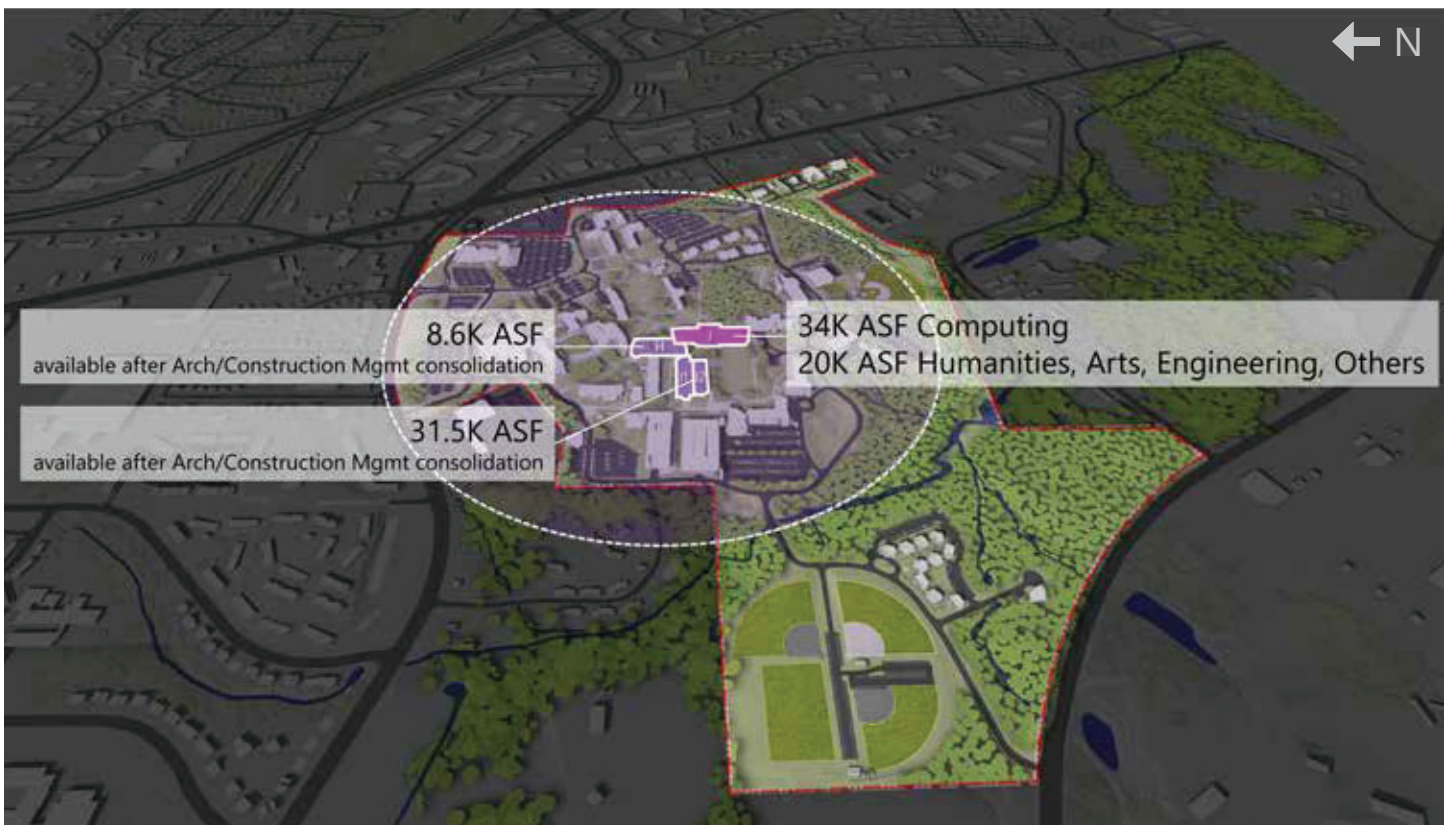 N
8.6K ASF
available after Arch/Construction Mgmt consolidation
34K ASF Computing
20K ASF Humanities, Arts, Engineering, Others
31.5K ASF
available after Arch/Construction Mgmt consolidation